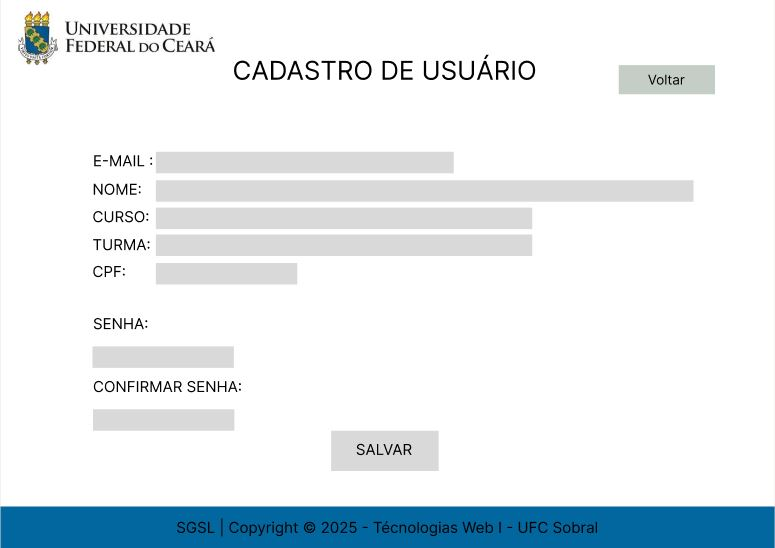 UNIVERSIDADE
FEDERAL DO CEARÁ
CADASTRO DE USUÁRIO
Voltar
E-MAIL :
NOME:
CURSO:
TURMA:
CPF:
SENHA:
CONFIRMAR SENHA:
SALVAR
SGSL | Copyright © 2025 - Técnologias Web I - UFC Sobral